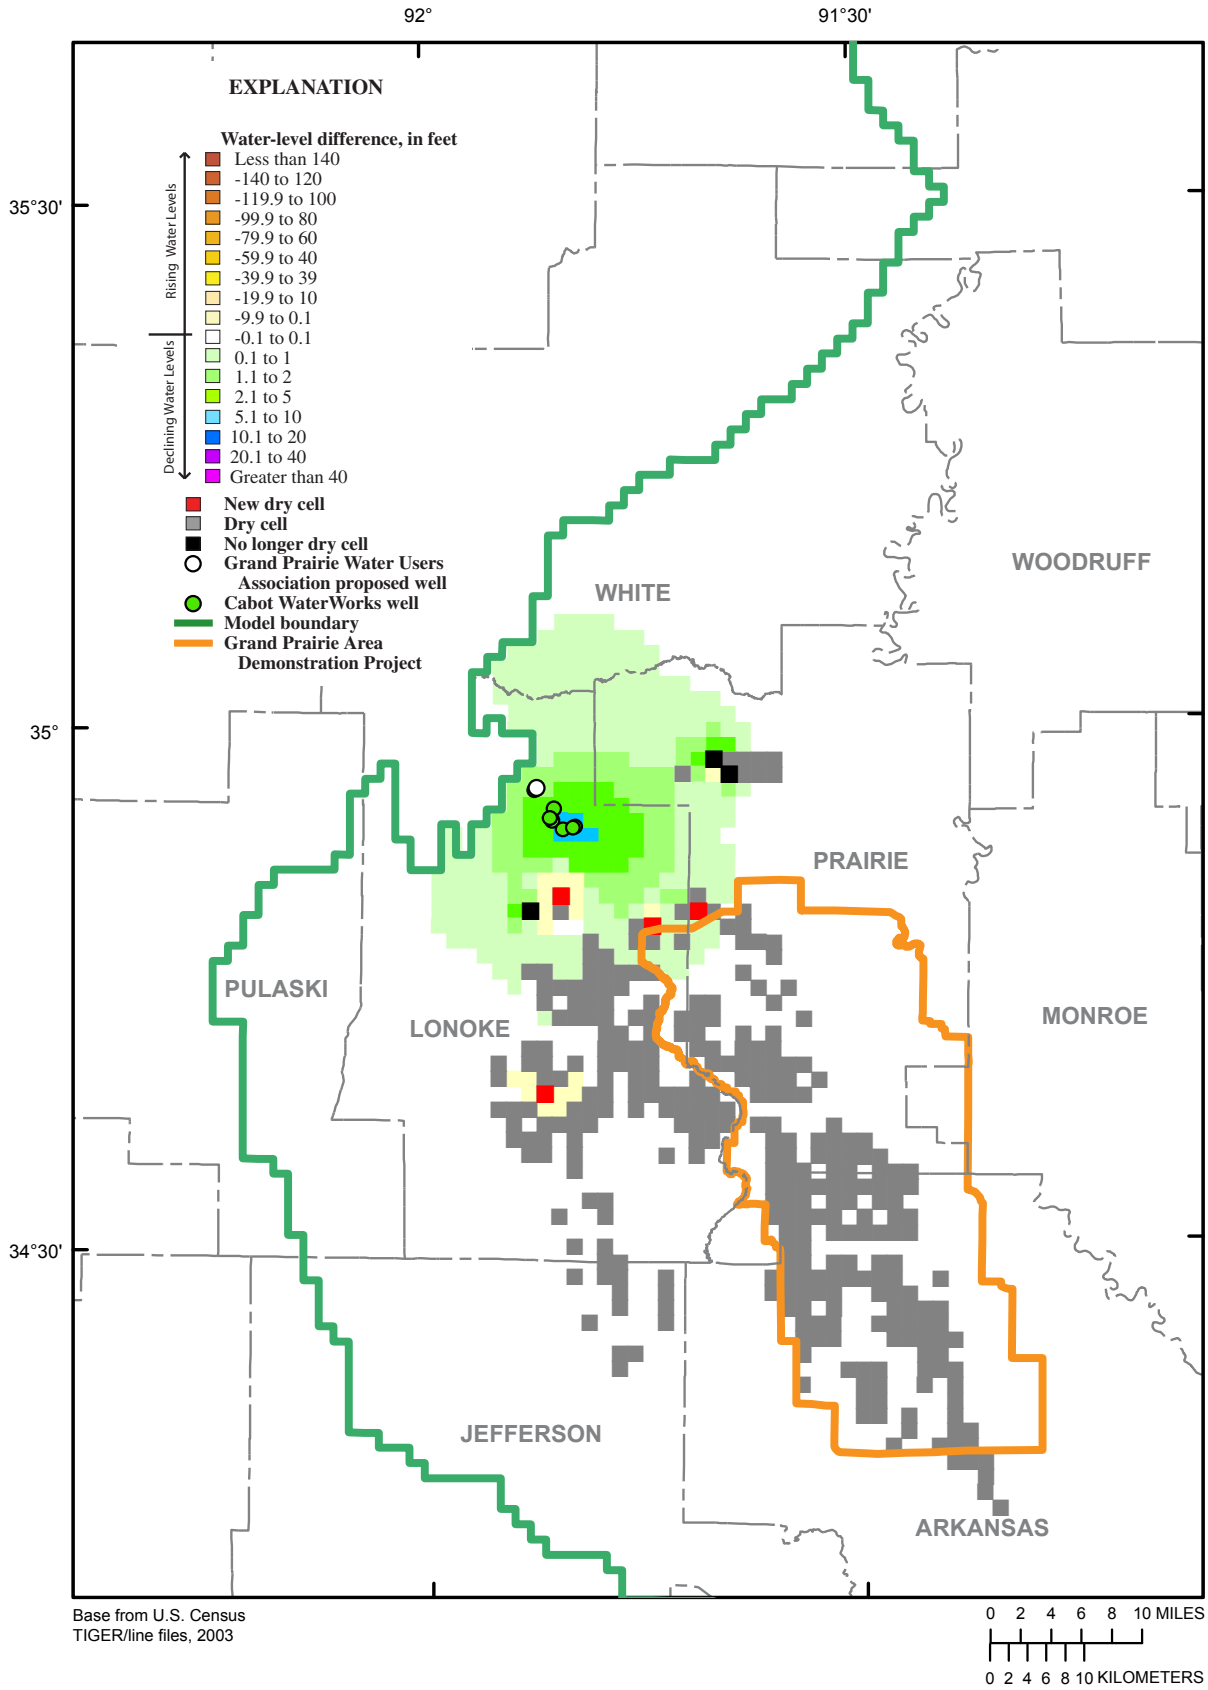 92°
91°30'
EXPLANATION
Water-level difference, in feet
Less than 140
-140 to 120
-119.9 to 100
-99.9 to 80
-79.9 to 60
-59.9 to 40
-39.9 to 39
-19.9 to 10
-9.9 to 0.1
-0.1 to 0.1
0.1 to 1
1.1 to 2
2.1 to 5
5.1 to 10
10.1 to 20
20.1 to 40
Greater than 40
Rising Water Levels
Declining Water Levels
New dry cell
Dry cell
No longer dry cell
Grand Prairie Water Users
Association proposed well
Cabot WaterWorks well
Model boundary
Grand Prairie Area
Demonstration Project
35°30'
35°
34°30'
WOODRUFF
WHITE
PRAIRIE
PULASKI
LONOKE
MONROE
JEFFERSON
ARKANSAS
Base from U.S. Census
TIGER/line files, 2003
0 2 4 6 8 10 MILES
0 2 4 6 8 10 KILOMETERS